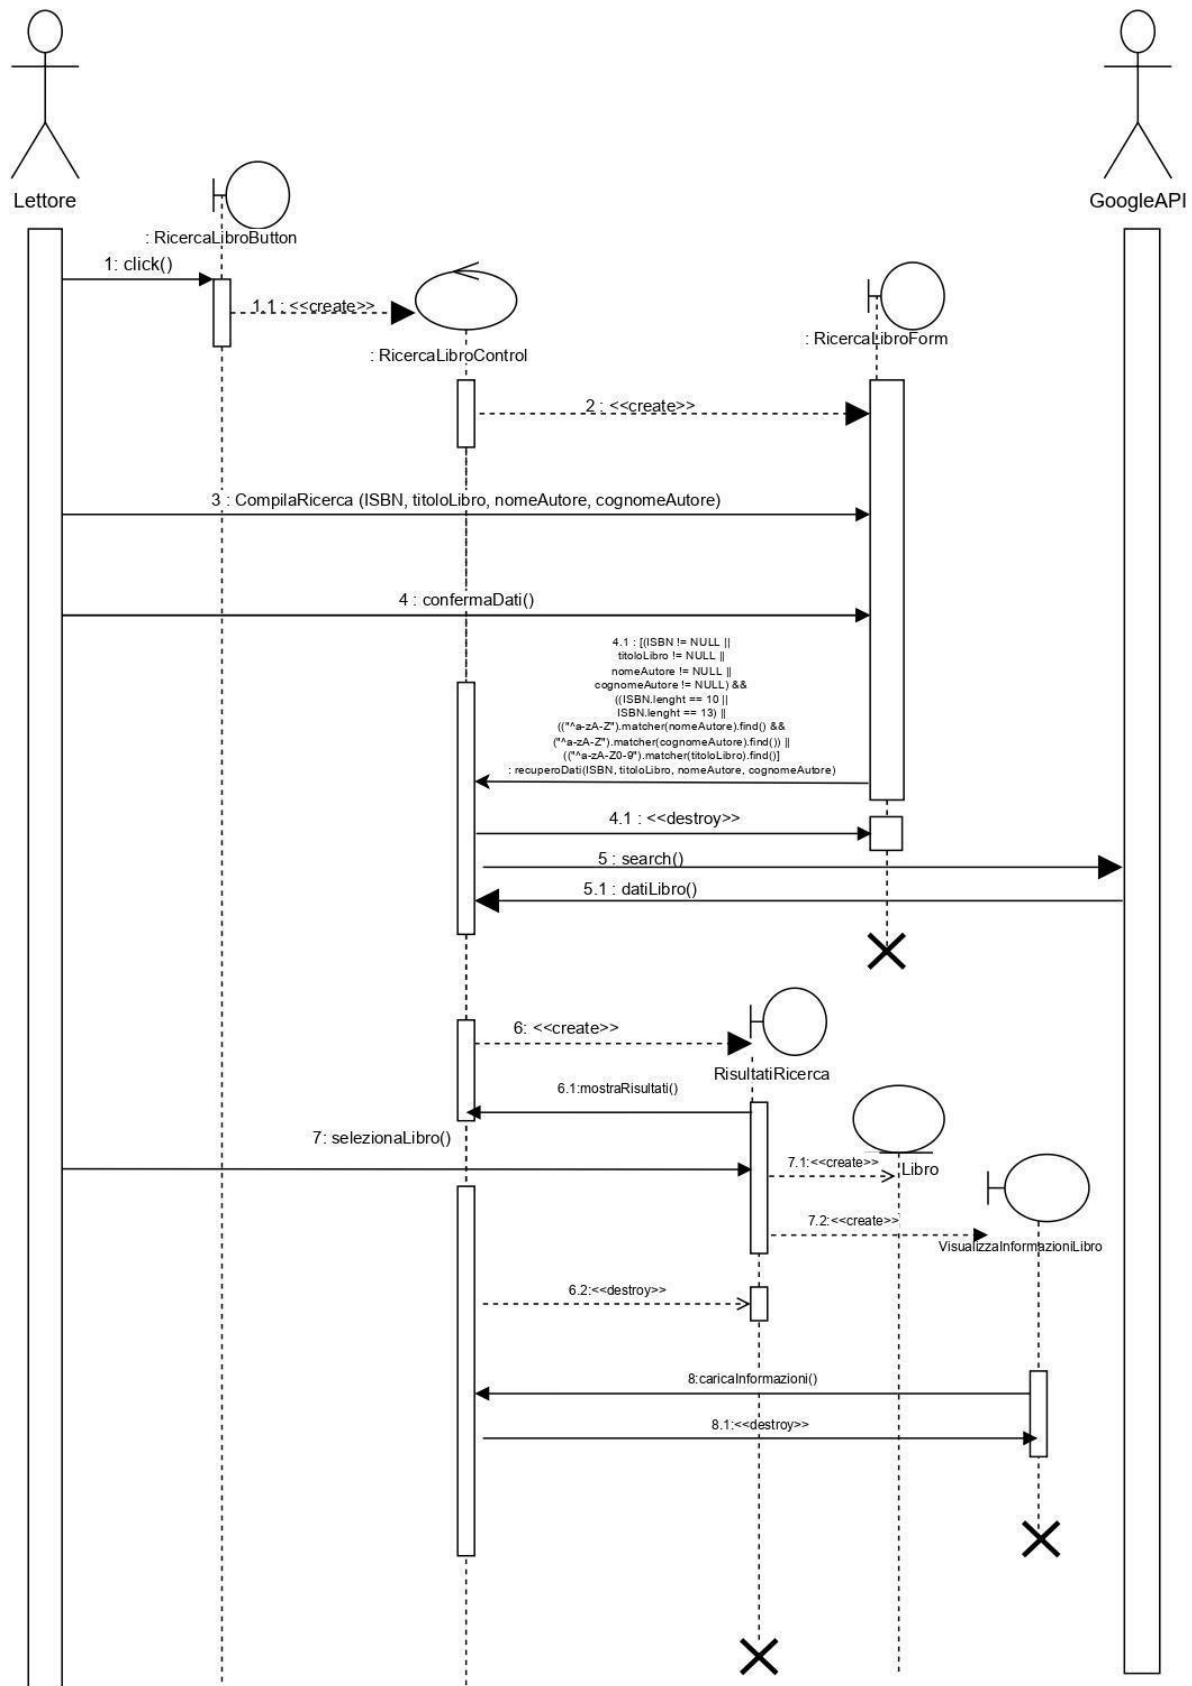 Lettore
GoogleAPI
: RicercaLibroButton
1: click()
1.1 : <<create>>
: RicercaLibroForm
: RicercaLibroControl
2 : <<create>>
3 : CompilaRicerca (ISBN, titoloLibro, nomeAutore, cognomeAutore)
4 : confermaDati()
4.1 : [(ISBN != NULL ||
titoloLibro != NULL ||
nomeAutore != NULL ||
cognomeAutore != NULL) &&
((ISBN.lenght == 10 ||
ISBN.lenght == 13) ||
(("^a-zA-Z").matcher(nomeAutore).find() &&
("^a-zA-Z").matcher(cognomeAutore).find()) ||
(("^a-zA-Z0-9").matcher(titoloLibro).find()]
: recuperoDati(ISBN, titoloLibro, nomeAutore, cognomeAutore)
4.1 : <<destroy>>
5 : search()
5.1 : datiLibro()
6: <<create>>
RisultatiRicerca
6.1:mostraRisultati()
7: selezionaLibro()
7.1:<<create>>
Libro
7.2:<<create>>
VisualizzaInformazioniLibro
6.2:<<destroy>>
8:caricaInformazioni()
8.1:<<destroy>>